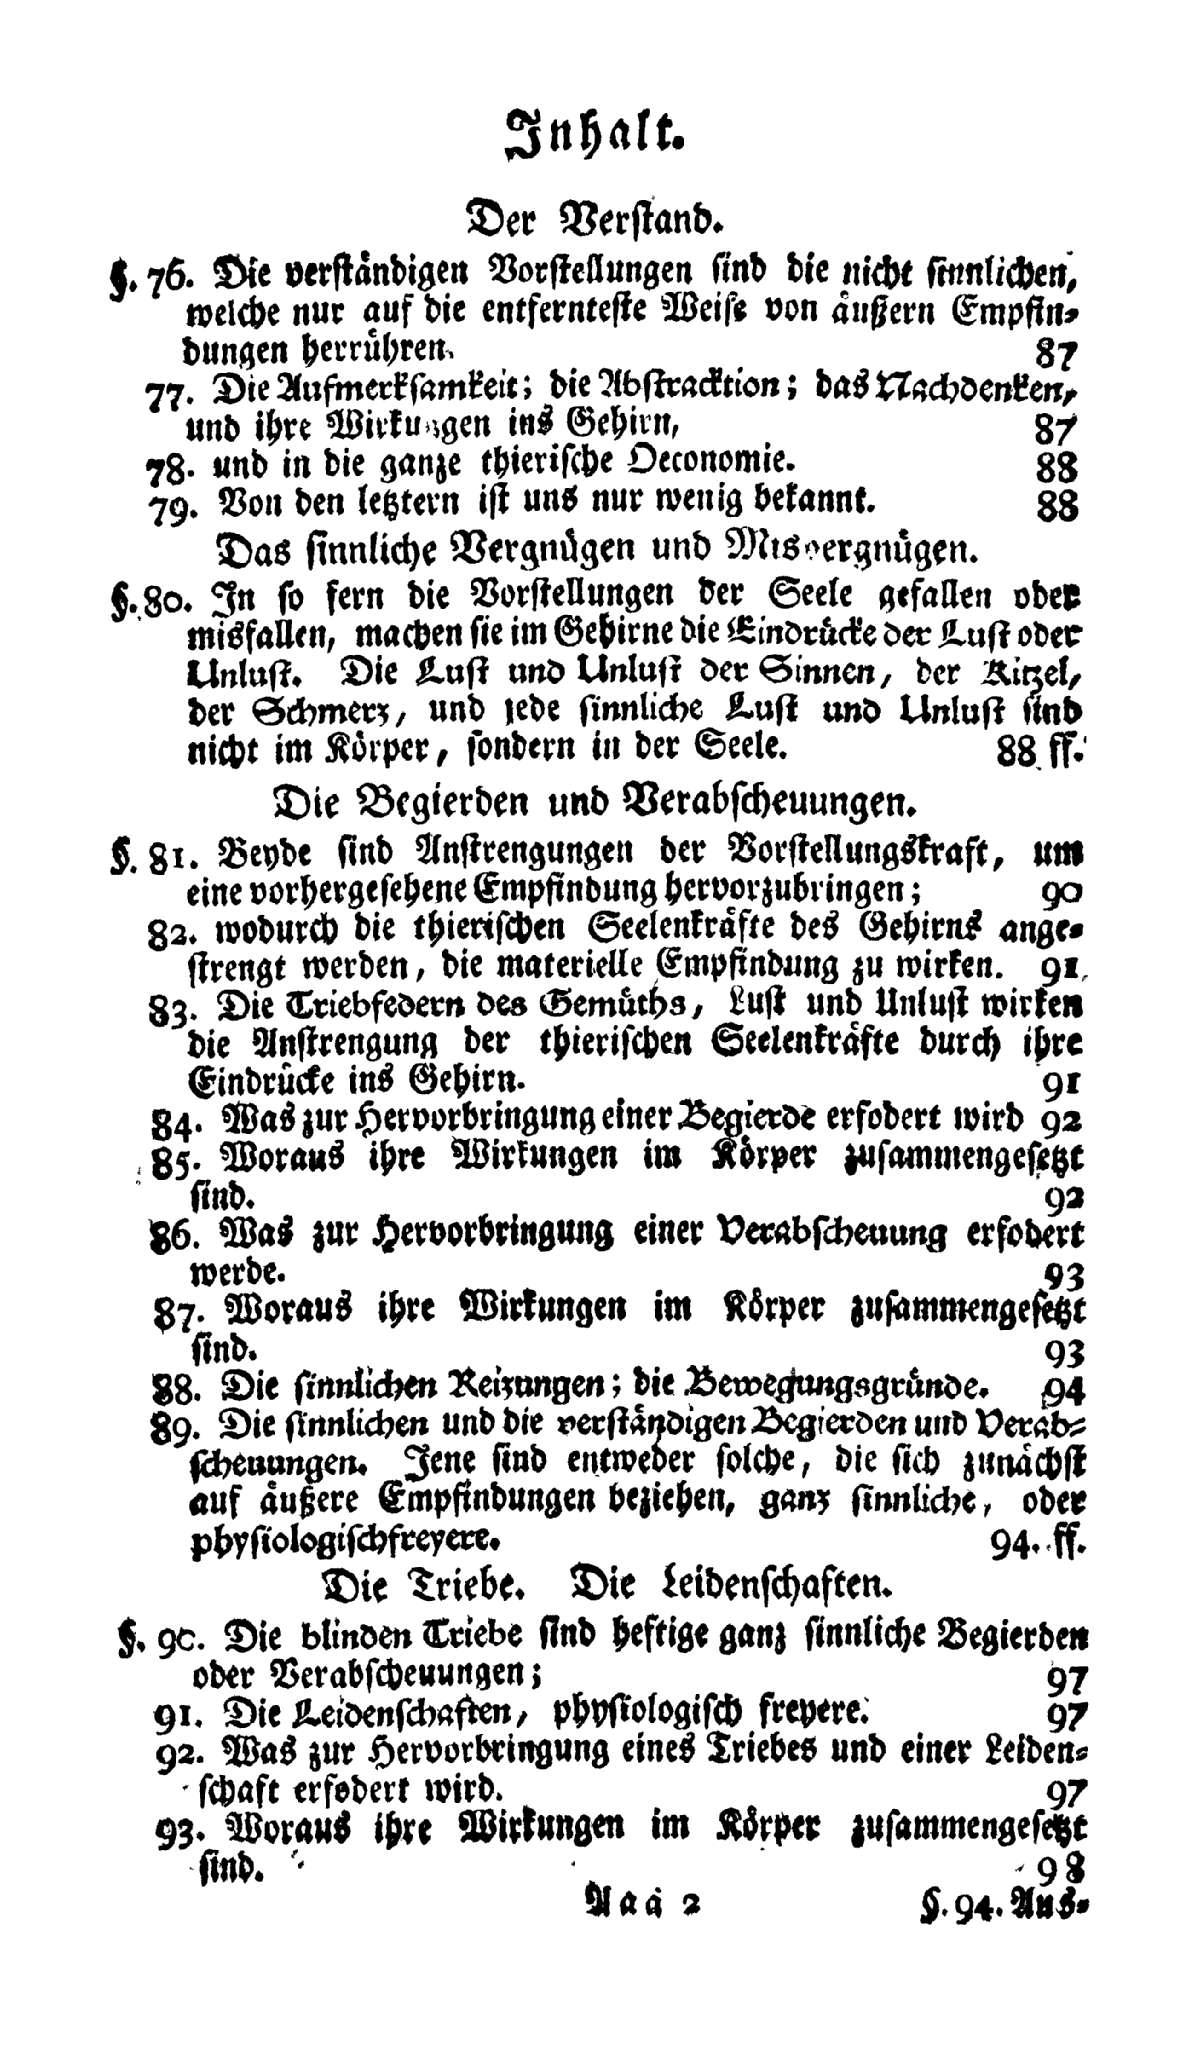 Inhalt.
Der Verstand.
§. 76. Die verständigen Vorstellungen sind die nicht sinnlichen,
welche nur auf die entfernteste Weise von äußern Empfin-
dungen herrühren. 87
77. Die Aufmerksamkeit; die Abstracktion; das Nachdenken,
und ihre Wirkungen ins Gehirn, 87
78. und in die ganze thierische Oeconomie. 88
79. Von den letztern ist uns nur wenig bekannt. 88
Das sinnliche Vergnügen und Misvergnügen.
§. 80. In so fern die Vorstellungen der Seele gefallen oder
misfallen, machen sie im Gehirne die Eindrücke der Lust oder
Unlust. Die Lust und Unlust der Sinnen, der Kitzel,
der Schmerz, und jede sinnliche Lust und Unlust sind
nicht im Körper, sondern in der Seele. 88 ff.
Die Begierden und Verabscheuungen.
§. 81. Beyde sind Anstrengungen der Vorstellungskraft, um
eine vorhergesehene Empfindung hervorzubringen; 90
82. wodurch die thierischen Seelenkräfte des Gehirns ange-
strengt werden, die materielle Empfindung zu wirken. 91
83. Die Triebfedern des Gemüths, Lust und Unlust wirken
die Anstrengung der thierischen Seelenkräfte durch ihre
Eindrücke ins Gehirn. 91
84. Was zur Hervorbringung einer Begierde erfodert wird 92
85. Woraus ihre Wirkungen im Körper zusammengesetzt
sind. 92
86. Was zur Hervorbringung einer Verabscheuung erfodert
werde. 93
87. Woraus ihre Wirkungen im Körper zusammengesetzt
sind. 93
88. Die sinnlichen Reizungen; die Bewegungsgründe. 94
89. Die sinnlichen und die verständigen Begierden und Verab-
scheuungen. Jene sind entweder solche, die sich zunächst
auf äußere Empfindungen beziehen, ganz sinnliche, oder
physiologischfreyere. 94. ff.
Die Triebe. Die Leidenschaften.
§. 90. Die blinden Triebe sind heftige ganz sinnliche Begierden
oder Verabscheuungen; 97
91. Die Leidenschaften, physiologisch freyere. 97
92. Was zur Hervorbringung eines Triebes und einer Leiden-
schaft erfodert wird. 97
93. Woraus ihre Wirkungen im Körper zusammengesetzt
sind. 98
Aaa 2 §. 94. Aus-